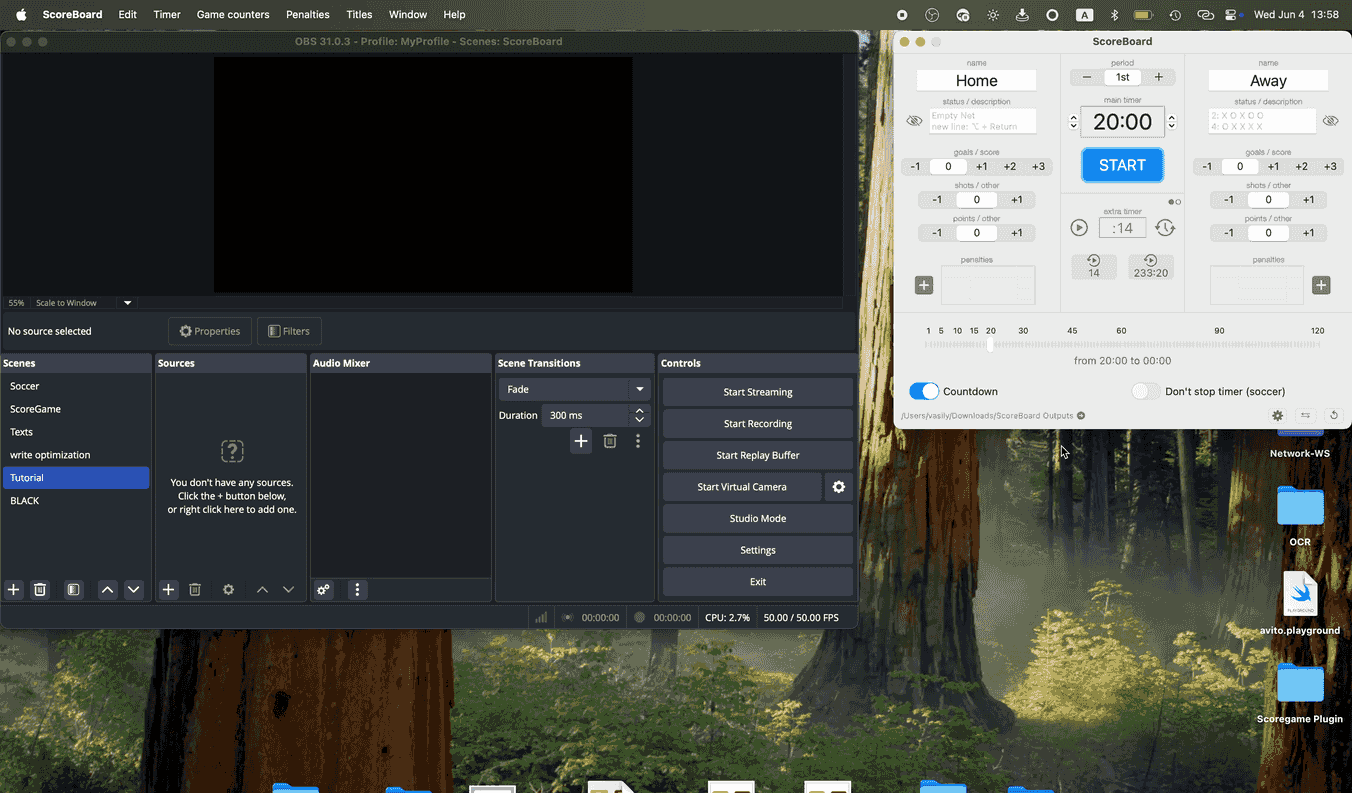 ScoreBoard Edit Timer Game counters Penalties Titles Window Help
A Wed Jun 4 13:58
OBS 31.0.3 - Profile: MyProfile - Scenes: ScoreBoard
55% Scale to Window
No source selected
Properties
Filters
Scenes
Soccer
ScoreGame
Texts
write optimization
Tutorial
BLACK
Sources
You don't have any sources.
Click the + button below,
or right click here to add one.
Audio Mixer
Scene Transitions
Fade
Duration 300 ms
Controls
Start Streaming
Start Recording
Start Replay Buffer
Start Virtual Camera
Studio Mode
Settings
Exit
00:00:00 00:00:00 CPU: 2.7% 50.00 / 50.00 FPS
ScoreBoard
name
Home
status / description
Empty Net
new line: ⌥ + Return
goals / score
-1 0 +1 +2 +3
shots / other
-1 0 +1
points / other
-1 0 +1
penalties
+
period
− 1st +
main timer
20:00
START
extra timer
:14
14
233:20
name
Away
status / description
2: X O X O O
4: O X X X X
goals / score
-1 0 +1 +2 +3
shots / other
-1 0 +1
points / other
-1 0 +1
penalties
+
1 5 10 15 20 30 45 60 90 120
from 20:00 to 00:00
Countdown
Don't stop timer (soccer)
/Users/vasily/Downloads/ScoreBoard Outputs
Network-WS
OCR
PLAYGROUND
avito.playground
Scoregame Plugin